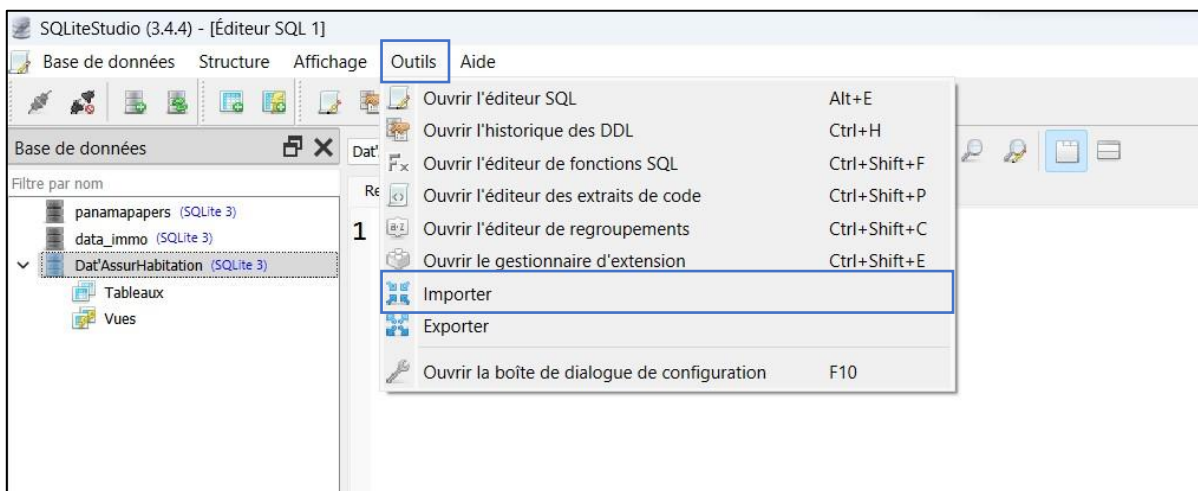 SQLiteStudio (3.4.4) - [Éditeur SQL 1]
Base de données Structure Affichage Outils Aide
Base de données
Filtre par nom
panamapapers (SQLite 3)
data_immo (SQLite 3)
Dat'AssurHabitation (SQLite 3)
Tableaux
Vues
Dat'
Re
1
Ouvrir l'éditeur SQL Alt+E
Ouvrir l'historique des DDL Ctrl+H
Ouvrir l'éditeur de fonctions SQL Ctrl+Shift+F
Ouvrir l'éditeur des extraits de code Ctrl+Shift+P
Ouvrir l'éditeur de regroupements Ctrl+Shift+C
Ouvrir le gestionnaire d'extension Ctrl+Shift+E
Importer
Exporter
Ouvrir la boîte de dialogue de configuration F10